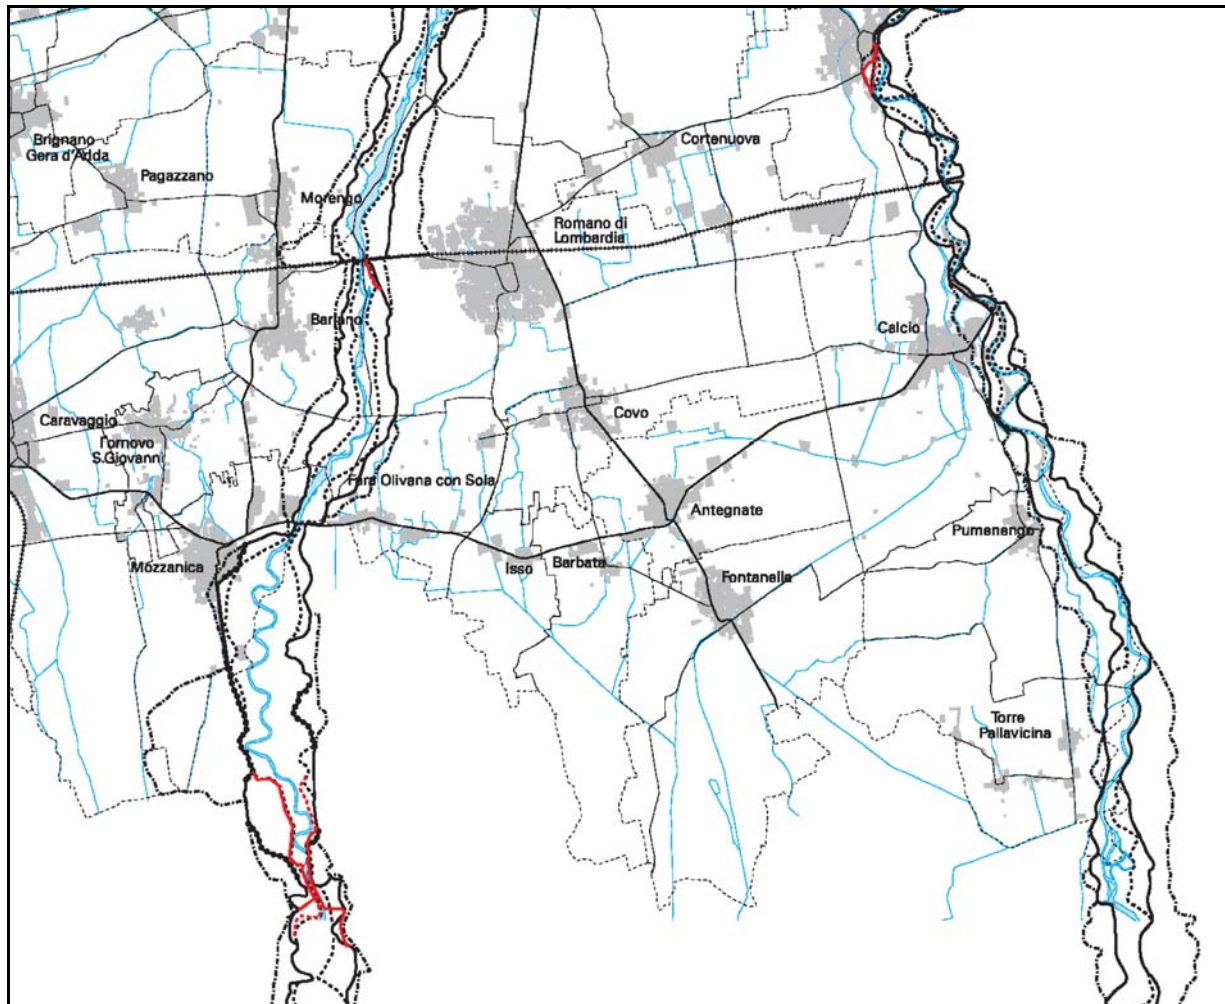 Cortenuova
Brignano
Gera d'Adda
Pagazzano
Morengo
Romano di
Lombardia
Bariano
Calcio
Caravaggio
Covo
Fornovo
S.Giovanni
Fara Olivana con Sola
Antegnate
Pumenengo
Mozzanica
Isso
Barbata
Fontanella
Torre
Pallavicina